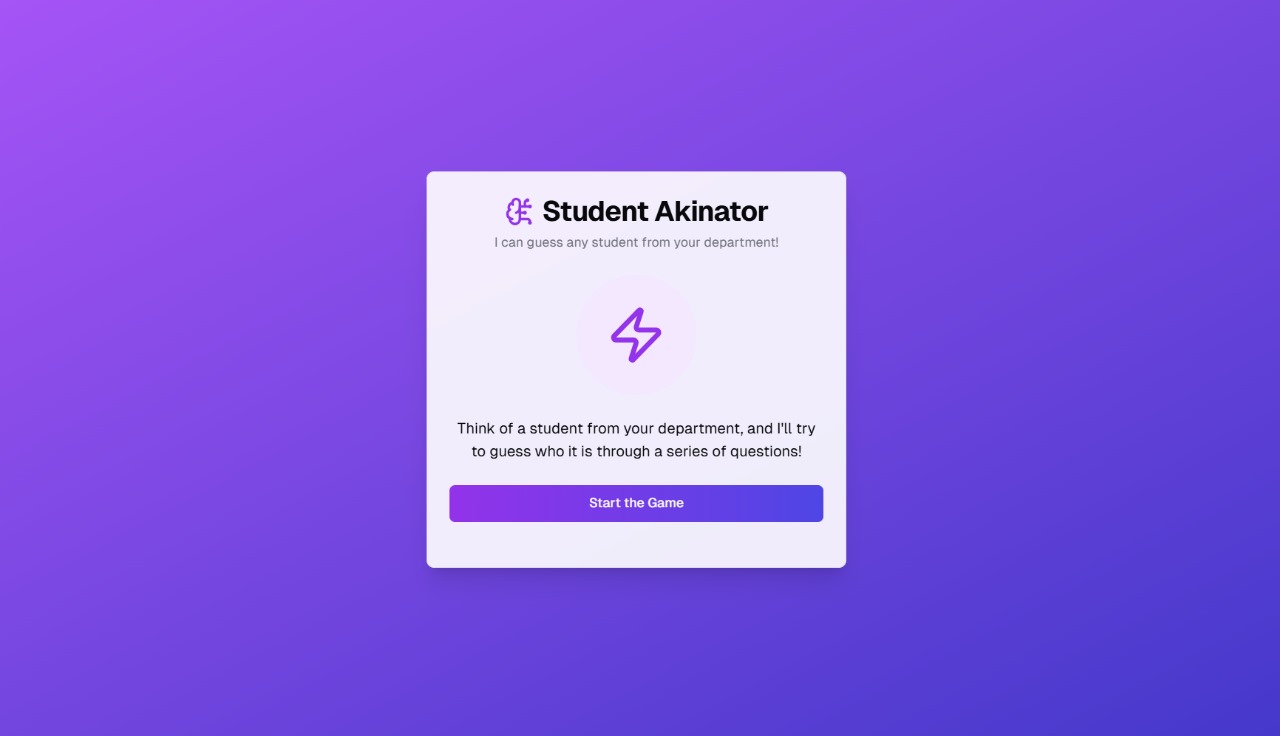 Student Akinator
I can guess any student from your department!
Think of a student from your department, and I'll try
to guess who it is through a series of questions!
Start the Game